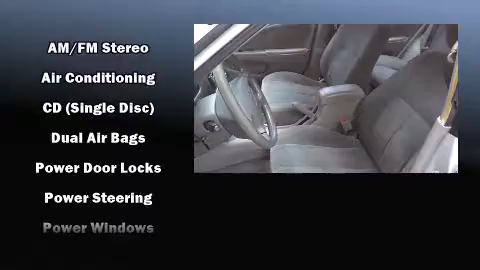 AM/FM Stereo
Air Conditioning
CD (Single Disc)
Dual Air Bags
Power Door Locks
Power Steering
Power Windows